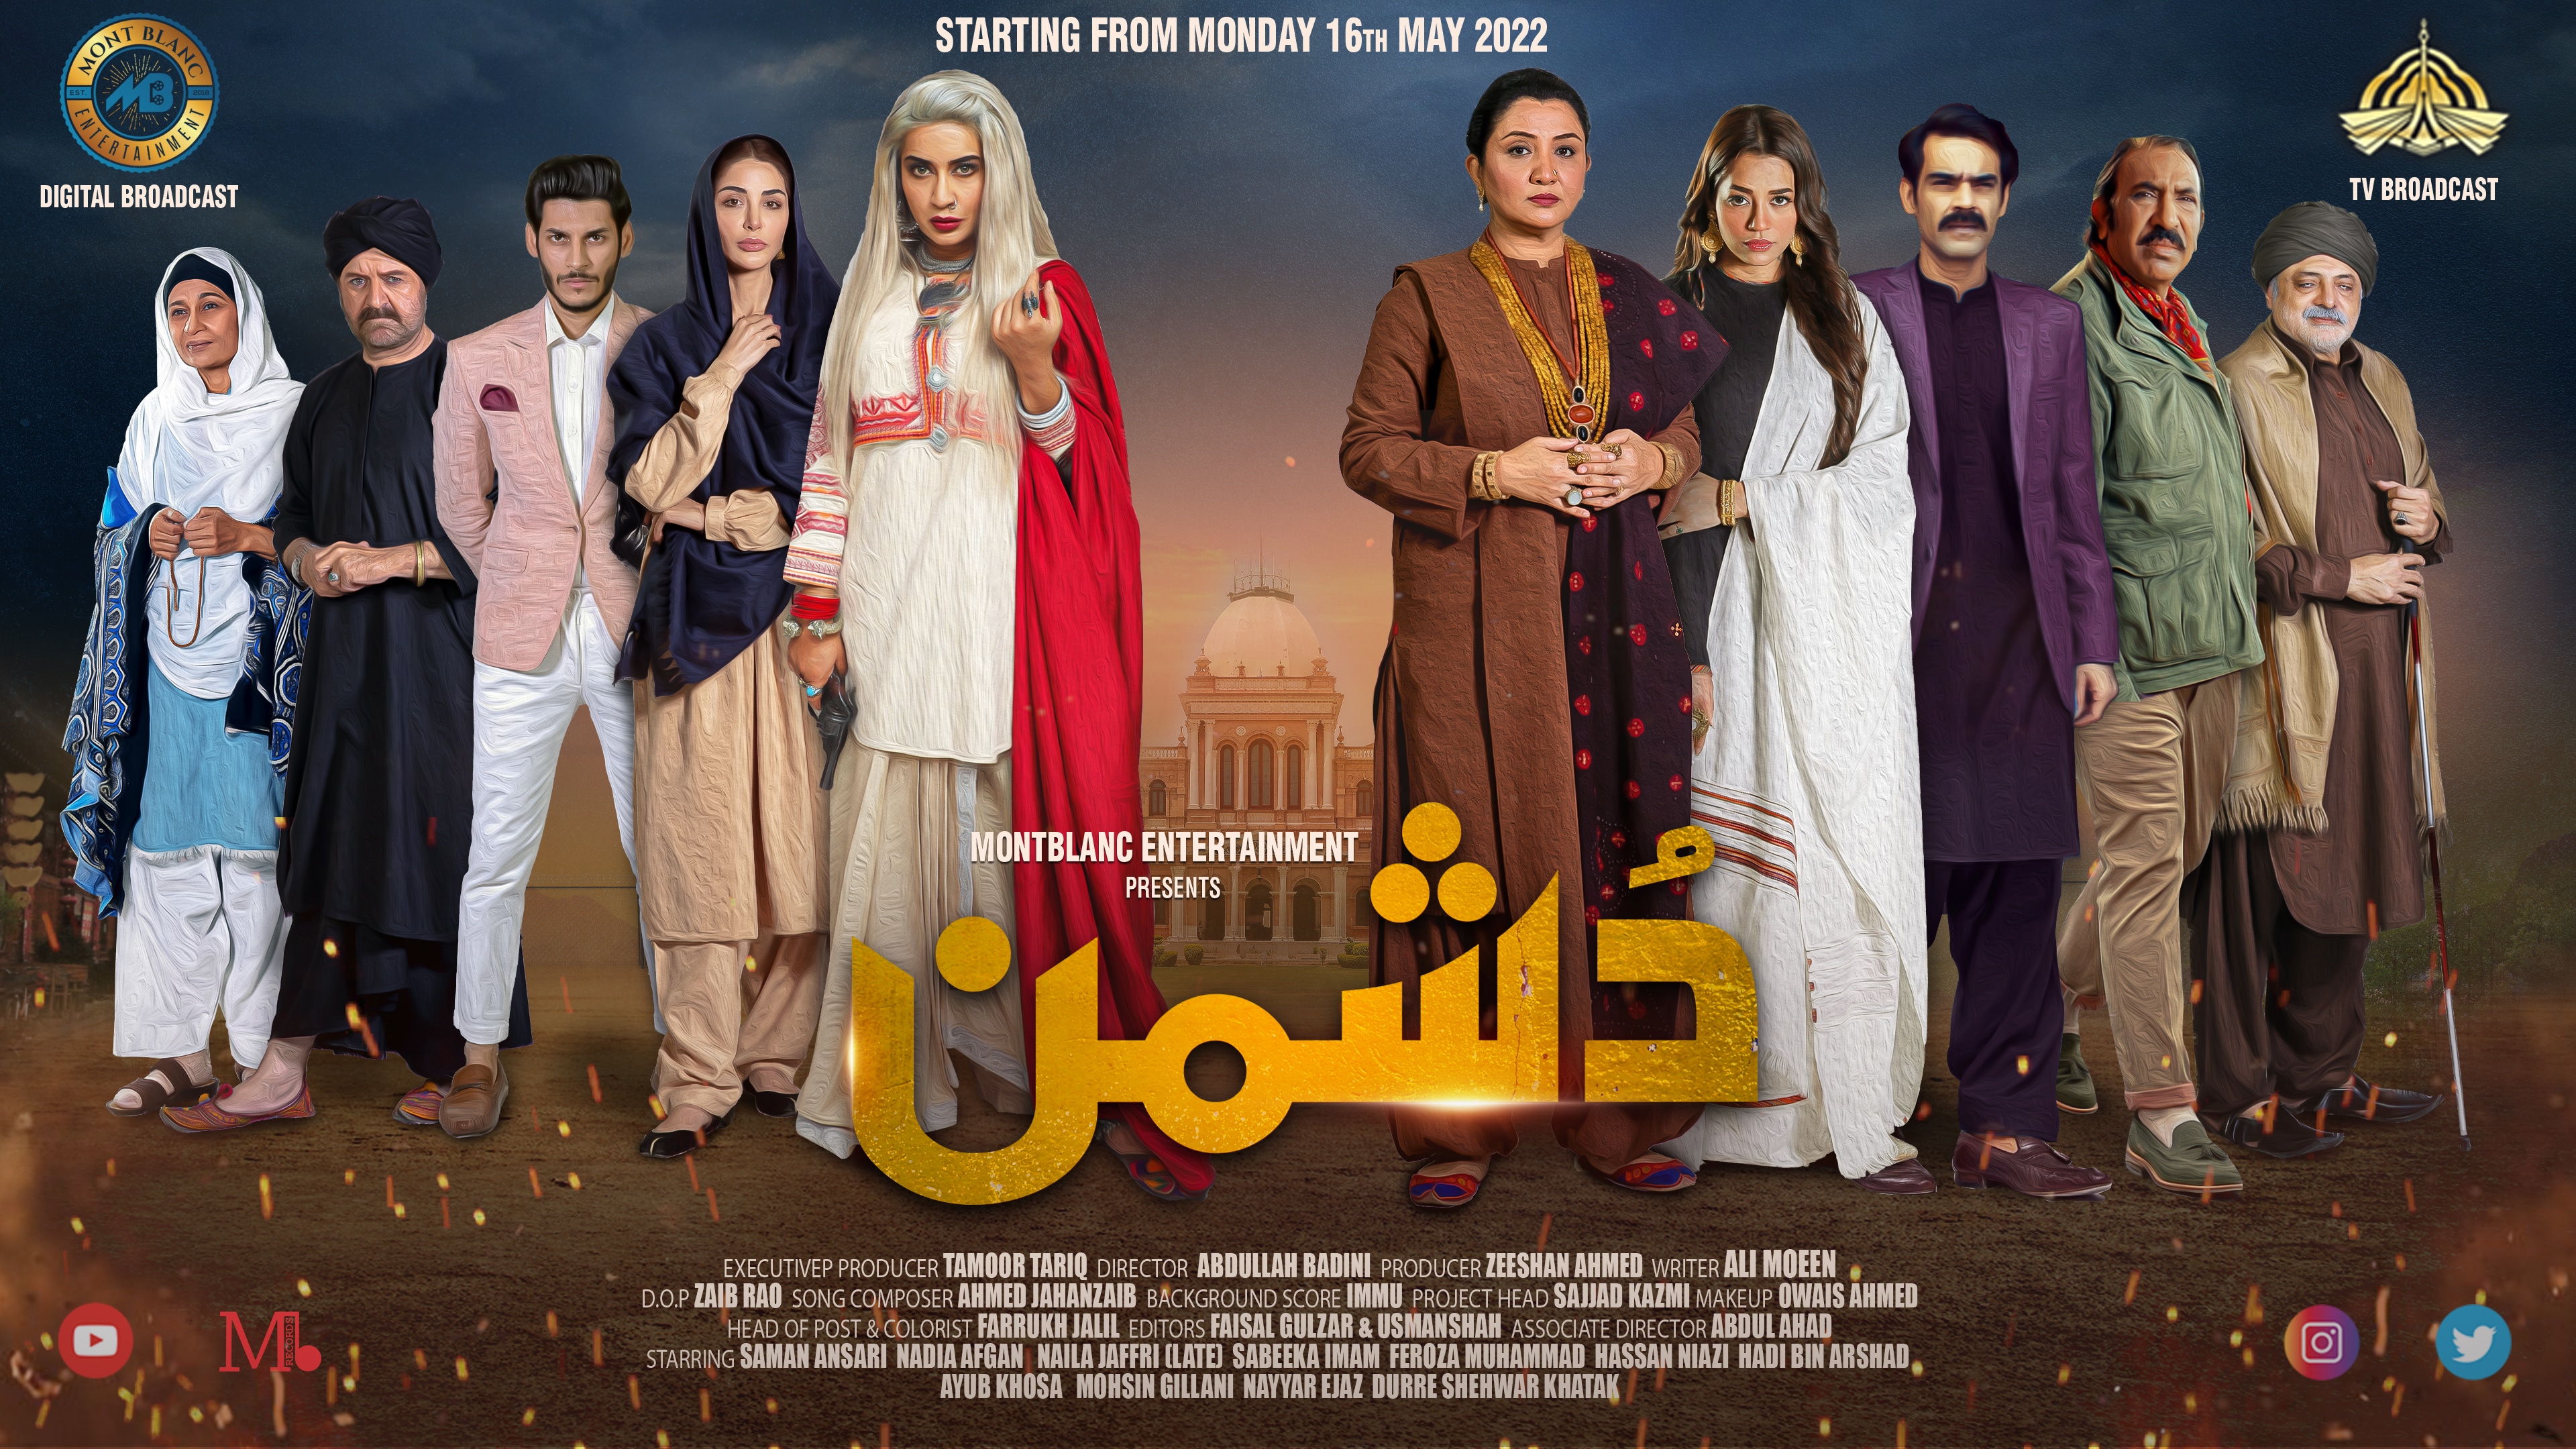 STARTING FROM MONDAY 16TH MAY 2022
MONT BLANC
EST. 2019
MB
ENTERTAINMENT
DIGITAL BROADCAST
TV BROADCAST
MONTBLANC ENTERTAINMENT
PRESENTS
دُشمن
EXECUTIVEP PRODUCER TAMOOR TARIQ DIRECTOR ABDULLAH BADINI PRODUCER ZEESHAN AHMED WRITER ALI MOEEN
D.O.P ZAIB RAO SONG COMPOSER AHMED JAHANZAIB BACKGROUND SCORE IMMU PROJECT HEAD SAJJAD KAZMI MAKEUP OWAIS AHMED
HEAD OF POST & COLORIST FARRUKH JALIL EDITORS FAISAL GULZAR & USMANSHAH ASSOCIATE DIRECTOR ABDUL AHAD
STARRING SAMAN ANSARI NADIA AFGAN NAILA JAFFRI (LATE) SABEEKA IMAM FEROZA MUHAMMAD HASSAN NIAZI HADI BIN ARSHAD
AYUB KHOSA MOHSIN GILLANI NAYYAR EJAZ DURRE SHEHWAR KHATAK
M RECORDS